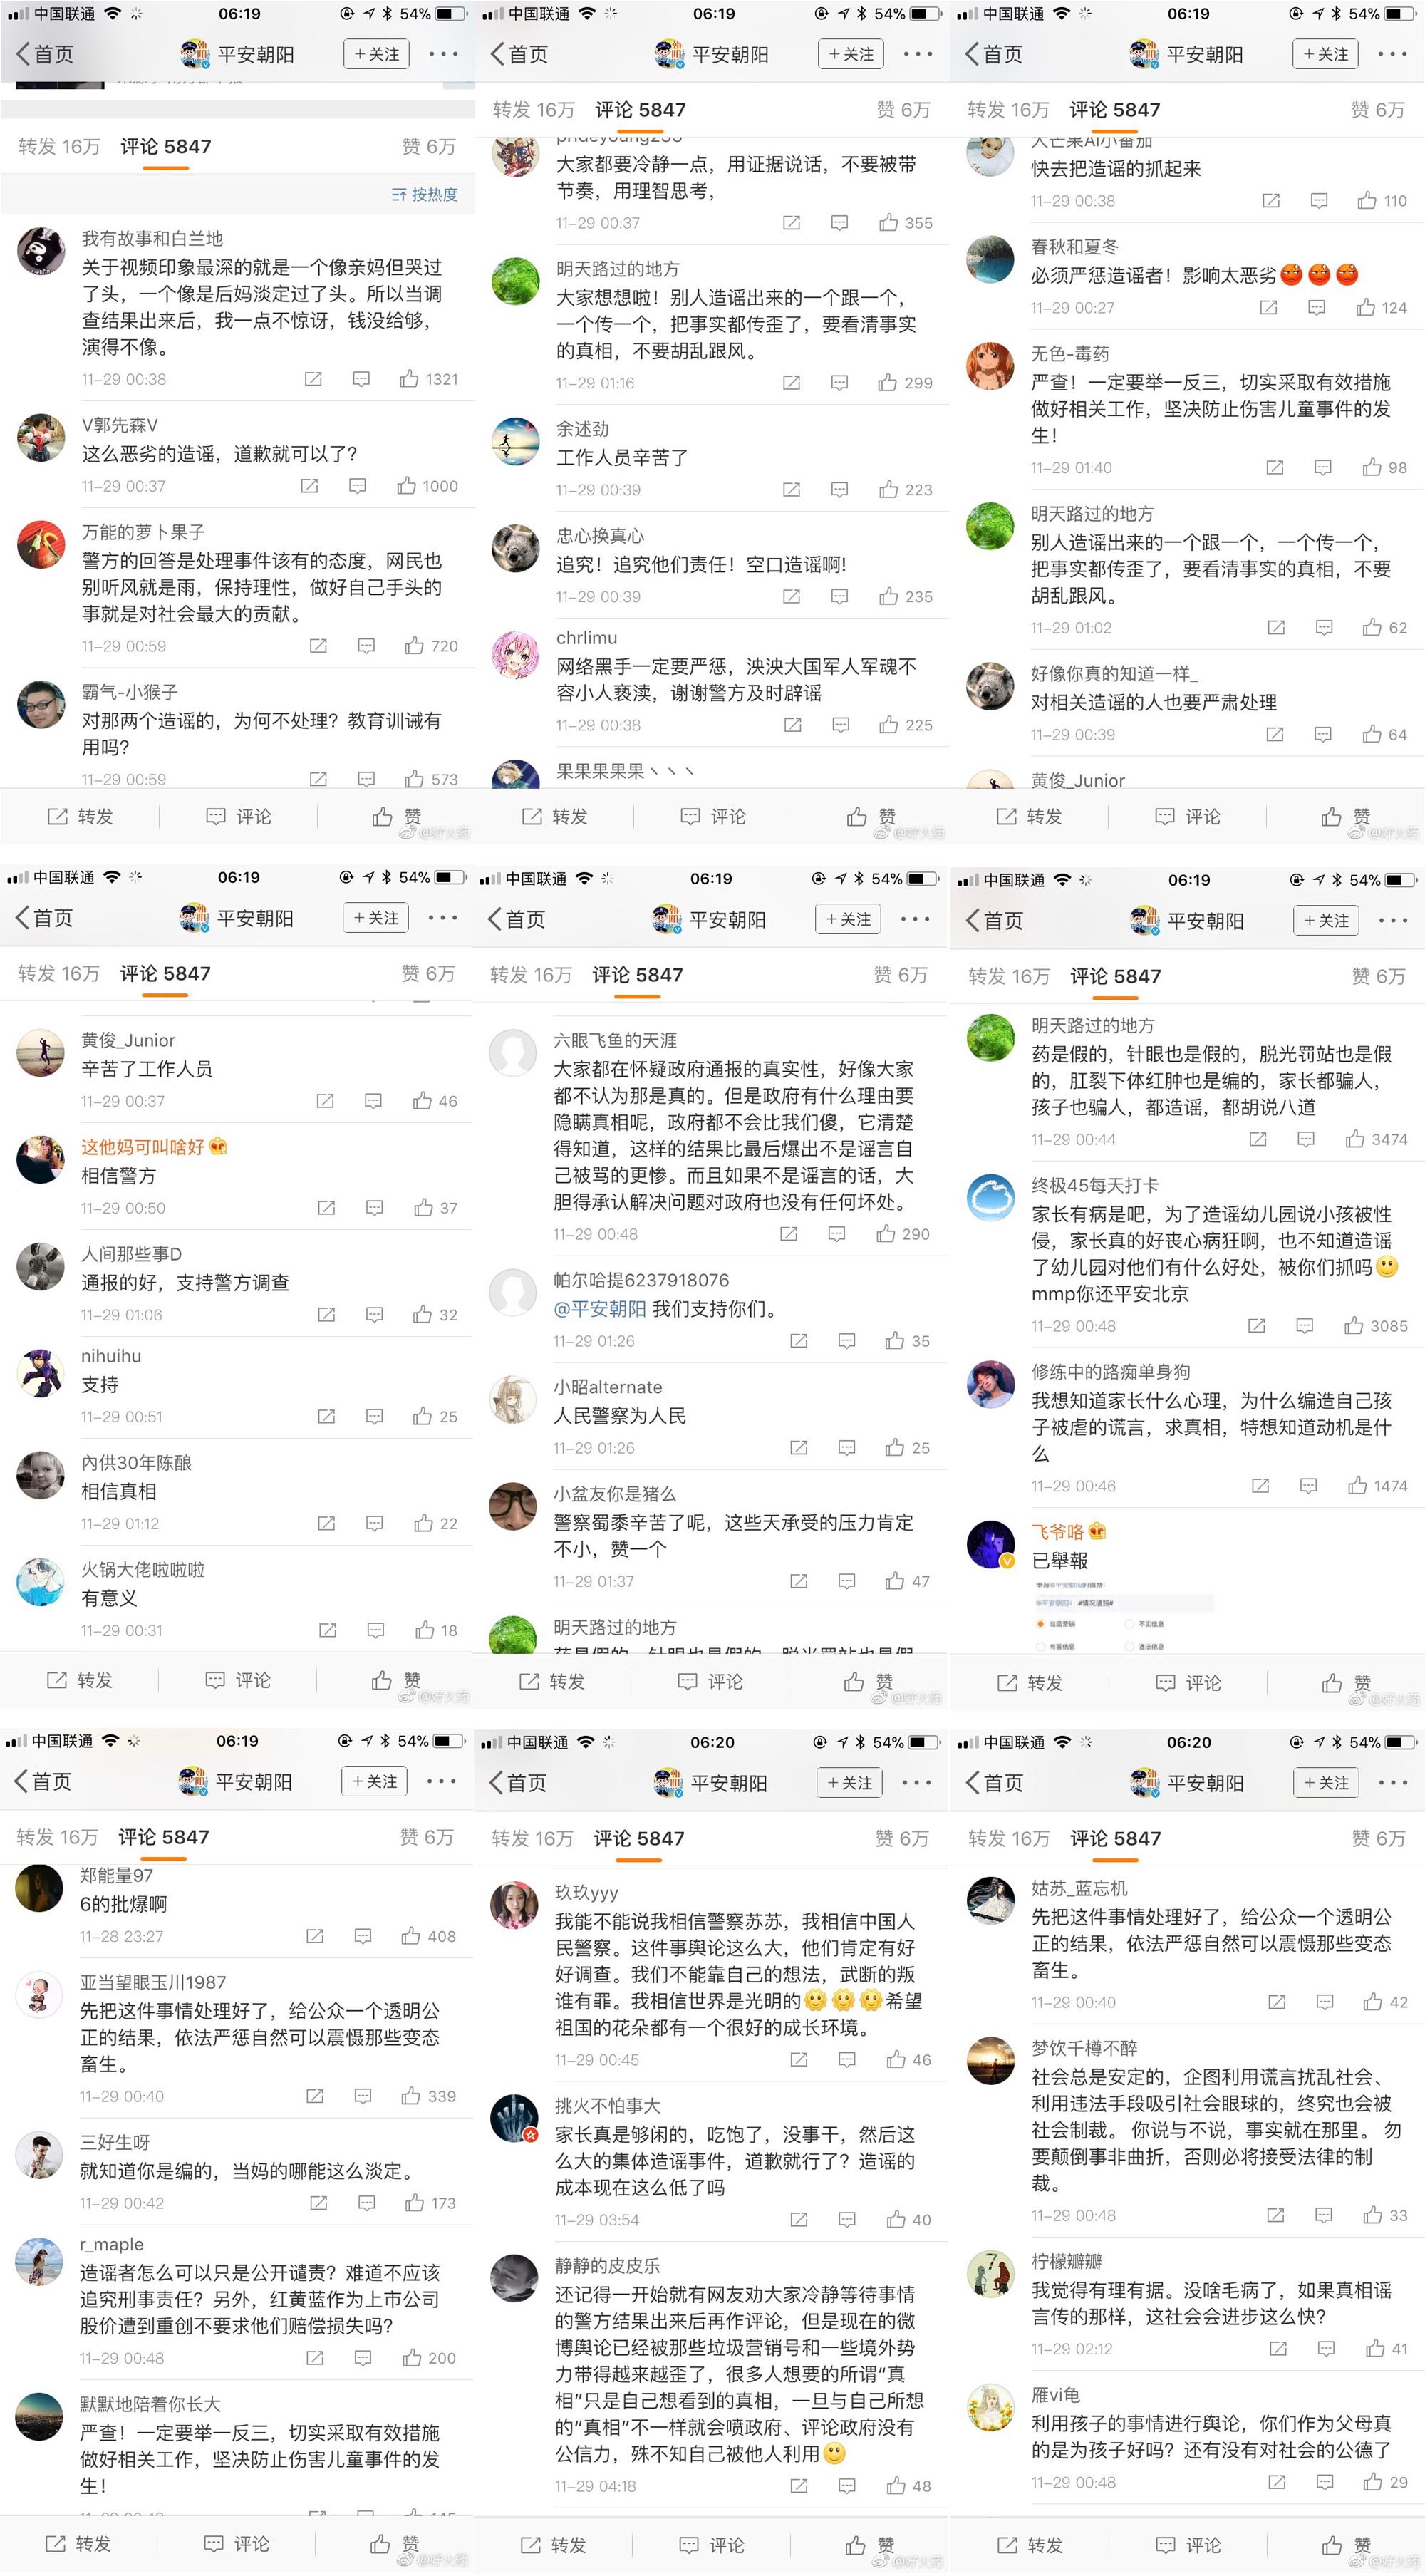 中国联通 06:19 54%
首页 平安朝阳 +关注
转发 16万 评论 5847 赞 6万
按热度
我有故事和白兰地
关于视频印象最深的就是一个像亲妈但哭过
了头，一个像是后妈淡定过了头。所以当调
查结果出来后，我一点不惊讶，钱没给够，
演得不像。
11-29 00:38 1321
V郭先森V
这么恶劣的造谣，道歉就可以了？
11-29 00:37 1000
万能的萝卜果子
警方的回答是处理事件该有的态度，网民也
别听风就是雨，保持理性，做好自己手头的
事就是对社会最大的贡献。
11-29 00:59 720
霸气-小猴子
对那两个造谣的，为何不处理？教育训诫有
用吗？
11-29 00:59 573
转发 评论 赞
@好火药
中国联通 06:19 54%
首页 平安朝阳 +关注
转发 16万 评论 5847 赞 6万
prideyoung233
大家都要冷静一点，用证据说话，不要被带
节奏，用理智思考，
11-29 00:37 355
明天路过的地方
大家想想啦！别人造谣出来的一个跟一个，
一个传一个，把事实都传歪了，要看清事实
的真相，不要胡乱跟风。
11-29 01:16 299
余述劲
工作人员辛苦了
11-29 00:39 223
忠心换真心
追究！追究他们责任！空口造谣啊!
11-29 00:39 235
chrlimu
网络黑手一定要严惩，泱泱大国军人军魂不
容小人亵渎，谢谢警方及时辟谣
11-29 00:38 225
果果果果果丶丶丶
转发 评论 赞
@好火药
中国联通 06:19 54%
首页 平安朝阳 +关注
转发 16万 评论 5847 赞 6万
大芒果AI小番茄
快去把造谣的抓起来
11-29 00:38 110
春秋和夏冬
必须严惩造谣者！影响太恶劣
11-29 00:27 124
无色-毒药
严查！一定要举一反三，切实采取有效措施
做好相关工作，坚决防止伤害儿童事件的发
生！
11-29 01:40 98
明天路过的地方
别人造谣出来的一个跟一个，一个传一个，
把事实都传歪了，要看清事实的真相，不要
胡乱跟风。
11-29 01:02 62
好像你真的知道一样_
对相关造谣的人也要严肃处理
11-29 00:39 64
黄俊_Junior
转发 评论 赞
@好火药
中国联通 06:19 54%
首页 平安朝阳 +关注
转发 16万 评论 5847 赞 6万
黄俊_Junior
辛苦了工作人员
11-29 00:37 46
这他妈可叫啥好
相信警方
11-29 00:50 37
人间那些事D
通报的好，支持警方调查
11-29 01:06 32
nihuihu
支持
11-29 00:51 25
內供30年陈酿
相信真相
11-29 01:12 22
火锅大佬啦啦啦
有意义
11-29 00:31 18
转发 评论 赞
@好火药
中国联通 06:19 54%
首页 平安朝阳 +关注
转发 16万 评论 5847 赞 6万
六眼飞鱼的天涯
大家都在怀疑政府通报的真实性，好像大家
都不认为那是真的。但是政府有什么理由要
隐瞒真相呢，政府都不会比我们傻，它清楚
得知道，这样的结果比最后爆出不是谣言自
己被骂的更惨。而且如果不是谣言的话，大
胆得承认解决问题对政府也没有任何坏处。
11-29 00:48 290
帕尔哈提6237918076
@平安朝阳 我们支持你们。
11-29 01:26 35
小昭alternate
人民警察为人民
11-29 01:26 25
小盆友你是猪么
警察蜀黍辛苦了呢，这些天承受的压力肯定
不小，赞一个
11-29 01:37 47
明天路过的地方
药是假的，针眼也是假的，脱光罚站也是假
转发 评论 赞
@好火药
中国联通 06:19 54%
首页 平安朝阳 +关注
转发 16万 评论 5847 赞 6万
明天路过的地方
药是假的，针眼也是假的，脱光罚站也是假
的，肛裂下体红肿也是编的，家长都骗人，
孩子也骗人，都造谣，都胡说八道
11-29 00:44 3474
终极45每天打卡
家长有病是吧，为了造谣幼儿园说小孩被性
侵，家长真的好丧心病狂啊，也不知道造谣
了幼儿园对他们有什么好处，被你们抓吗
mmp你还平安北京
11-29 00:48 3085
修练中的路痴单身狗
我想知道家长什么心理，为什么编造自己孩
子被虐的谎言，求真相，特想知道动机是什
么
11-29 00:46 1474
飞爷咯
已舉報
举报@平安朝阳的微博：
@平安朝阳： #情况通报#
垃圾营销 不实信息
有害信息 违法信息
转发 评论 赞
@好火药
中国联通 06:19 54%
首页 平安朝阳 +关注
转发 16万 评论 5847 赞 6万
郑能量97
6的批爆啊
11-28 23:27 408
亚当望眼玉川1987
先把这件事情处理好了，给公众一个透明公
正的结果，依法严惩自然可以震慑那些变态
畜生。
11-29 00:40 339
三好生呀
就知道你是编的，当妈的哪能这么淡定。
11-29 00:42 173
r_maple
造谣者怎么可以只是公开谴责？难道不应该
追究刑事责任？另外，红黄蓝作为上市公司
股价遭到重创不要求他们赔偿损失吗？
11-29 00:48 200
默默地陪着你长大
严查！一定要举一反三，切实采取有效措施
做好相关工作，坚决防止伤害儿童事件的发
生！
转发 评论 赞
@好火药
中国联通 06:20 54%
首页 平安朝阳 +关注
转发 16万 评论 5847 赞 6万
玖玖yyy
我能不能说我相信警察苏苏，我相信中国人
民警察。这件事舆论这么大，他们肯定有好
好调查。我们不能靠自己的想法，武断的叛
谁有罪。我相信世界是光明的希望
祖国的花朵都有一个很好的成长环境。
11-29 00:45 46
挑火不怕事大
家长真是够闲的，吃饱了，没事干，然后这
么大的集体造谣事件，道歉就行了？造谣的
成本现在这么低了吗
11-29 03:54 40
静静的皮皮乐
还记得一开始就有网友劝大家冷静等待事情
的警方结果出来后再作评论，但是现在的微
博舆论已经被那些垃圾营销号和一些境外势
力带得越来越歪了，很多人想要的所谓“真
相”只是自己想看到的真相，一旦与自己所想
的“真相”不一样就会喷政府、评论政府没有
公信力，殊不知自己被他人利用
11-29 04:18 48
转发 评论 赞
@好火药
中国联通 06:20 54%
首页 平安朝阳 +关注
转发 16万 评论 5847 赞 6万
姑苏_蓝忘机
先把这件事情处理好了，给公众一个透明公
正的结果，依法严惩自然可以震慑那些变态
畜生。
11-29 00:40 42
梦饮千樽不醉
社会总是安定的，企图利用谎言扰乱社会、
利用违法手段吸引社会眼球的，终究也会被
社会制裁。 你说与不说，事实就在那里。 勿
要颠倒事非曲折，否则必将接受法律的制
裁。
11-29 00:48 33
柠檬瓣瓣
我觉得有理有据。没啥毛病了，如果真相谣
言传的那样，这社会会进步这么快？
11-29 02:12 41
雁vi龟
利用孩子的事情进行舆论，你们作为父母真
的是为孩子好吗？还有没有对社会的公德了
11-29 00:48 29
转发 评论 赞
@好火药